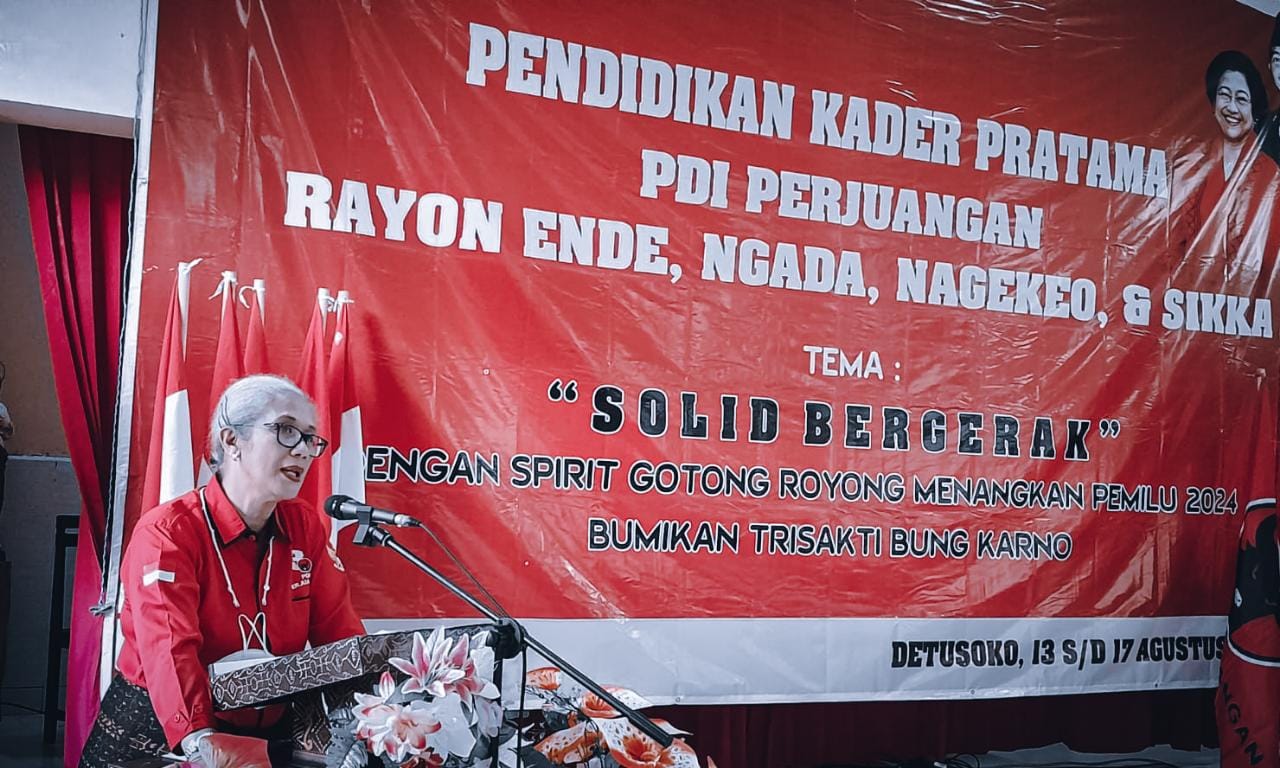 PENDIDIKAN KADER PRATAMA
PDI PERJUANGAN
RAYON ENDE, NGADA, NAGEKEO, & SIKKA
TEMA :
“SOLID BERGERAK”
DENGAN SPIRIT GOTONG ROYONG MENANGKAN PEMILU 2024
BUMIKAN TRISAKTI BUNG KARNO
DETUSOKO, 13 S/D 17 AGUSTUS